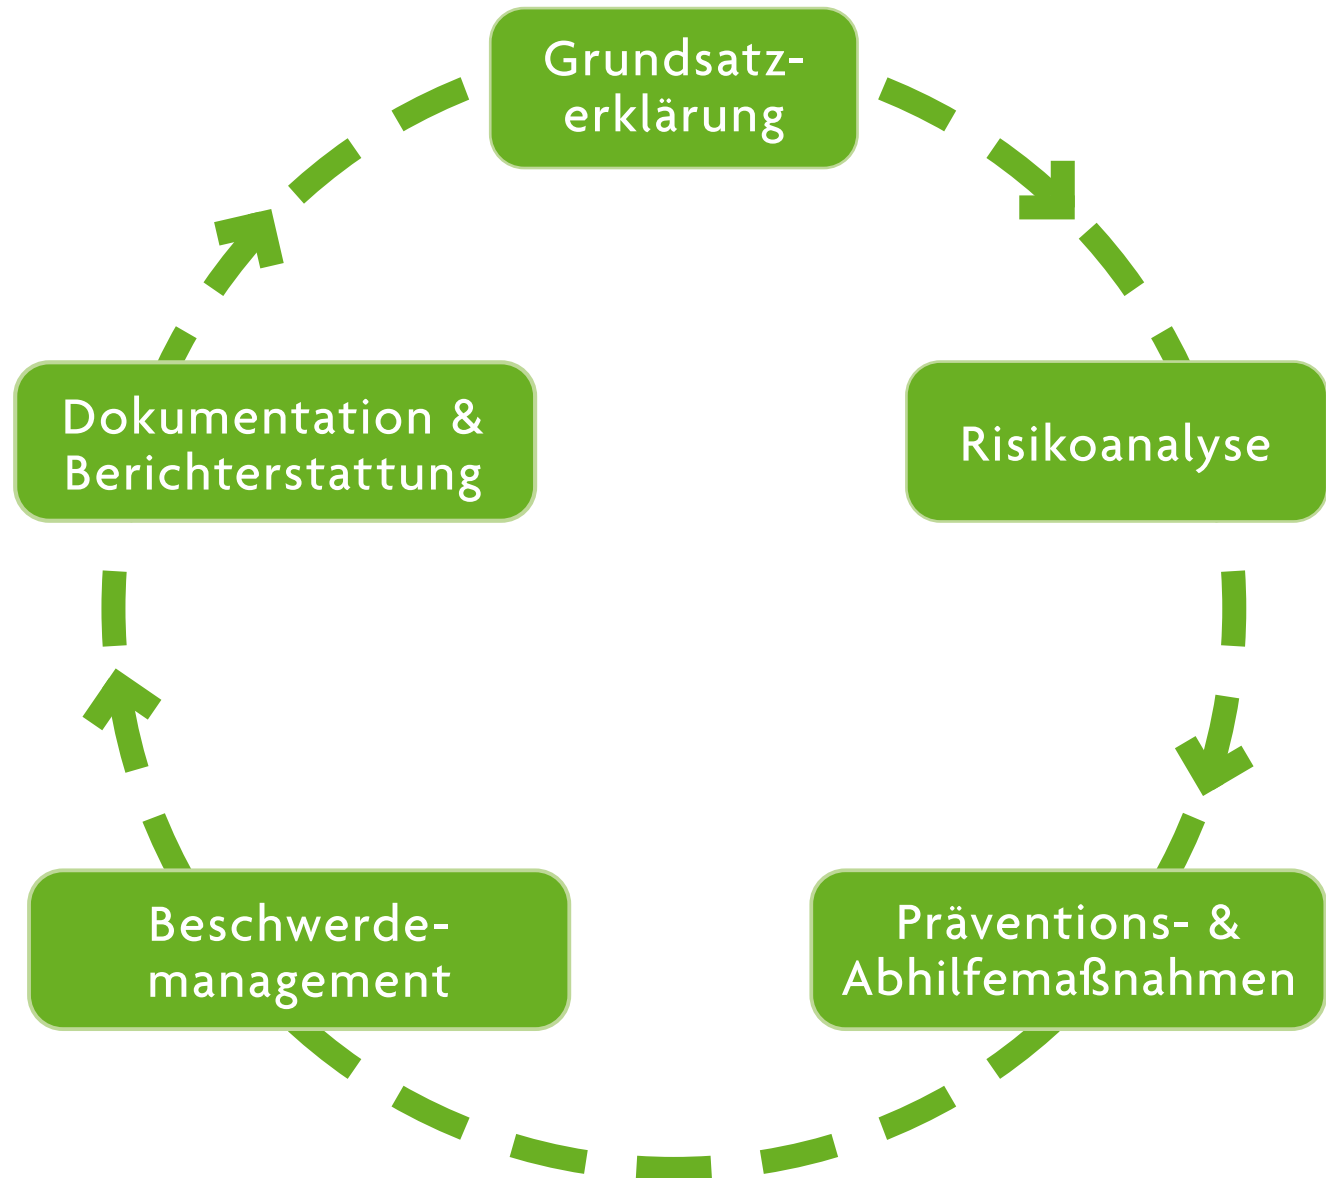 Grundsatz-
erklärung
Risikoanalyse
Präventions- &
Abhilfemaßnahmen
Beschwerde-
management
Dokumentation &
Berichterstattung